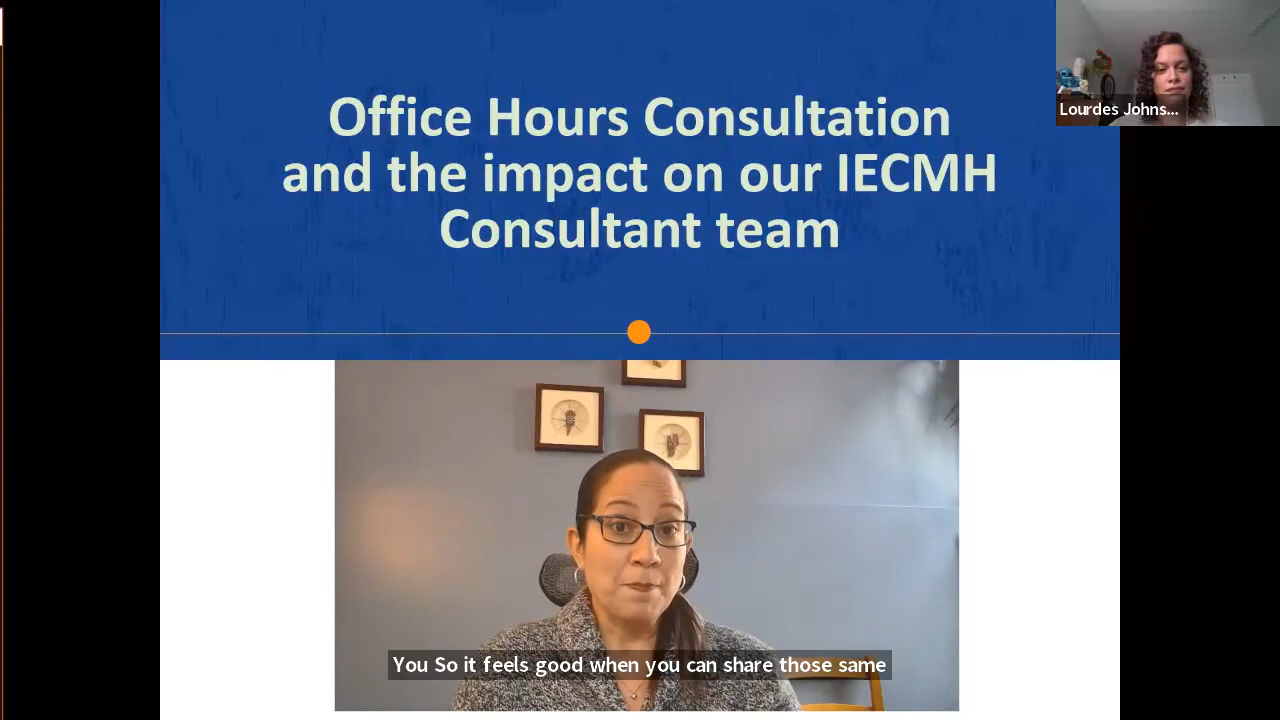 Office Hours Consultation
and the impact on our IECMH
Consultant team
Lourdes Johns...
You So it feels good when you can share those same